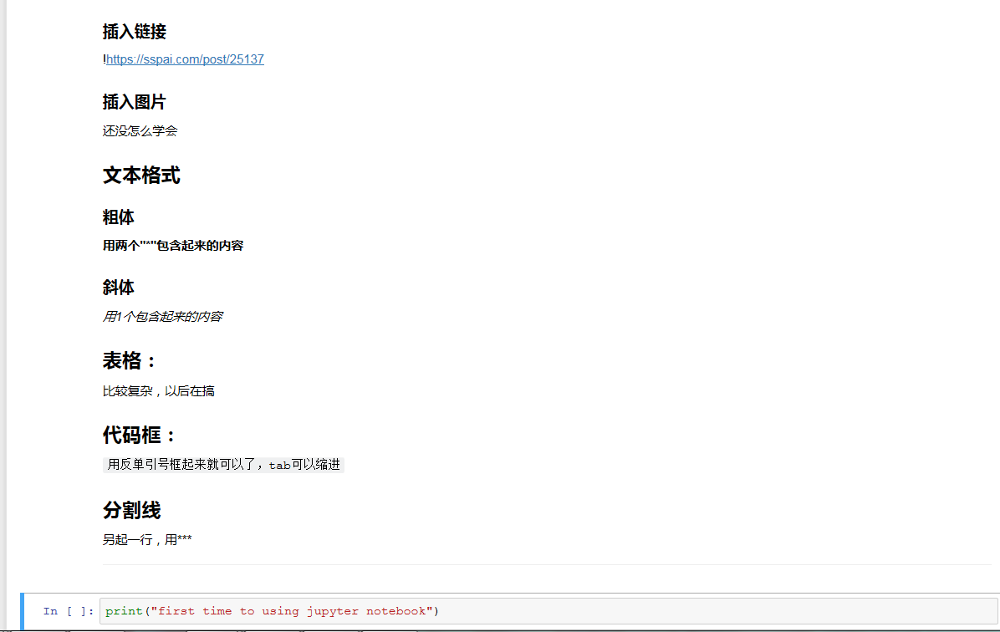 插入链接
!https://sspai.com/post/25137
插入图片
还没怎么学会
文本格式
粗体
用两个"*"包含起来的内容
斜体
用1个包含起来的内容
表格：
比较复杂，以后在搞
代码框：
用反单引号框起来就可以了，tab可以缩进
分割线
另起一行，用***
In [ ]: print("first time to using jupyter notebook")